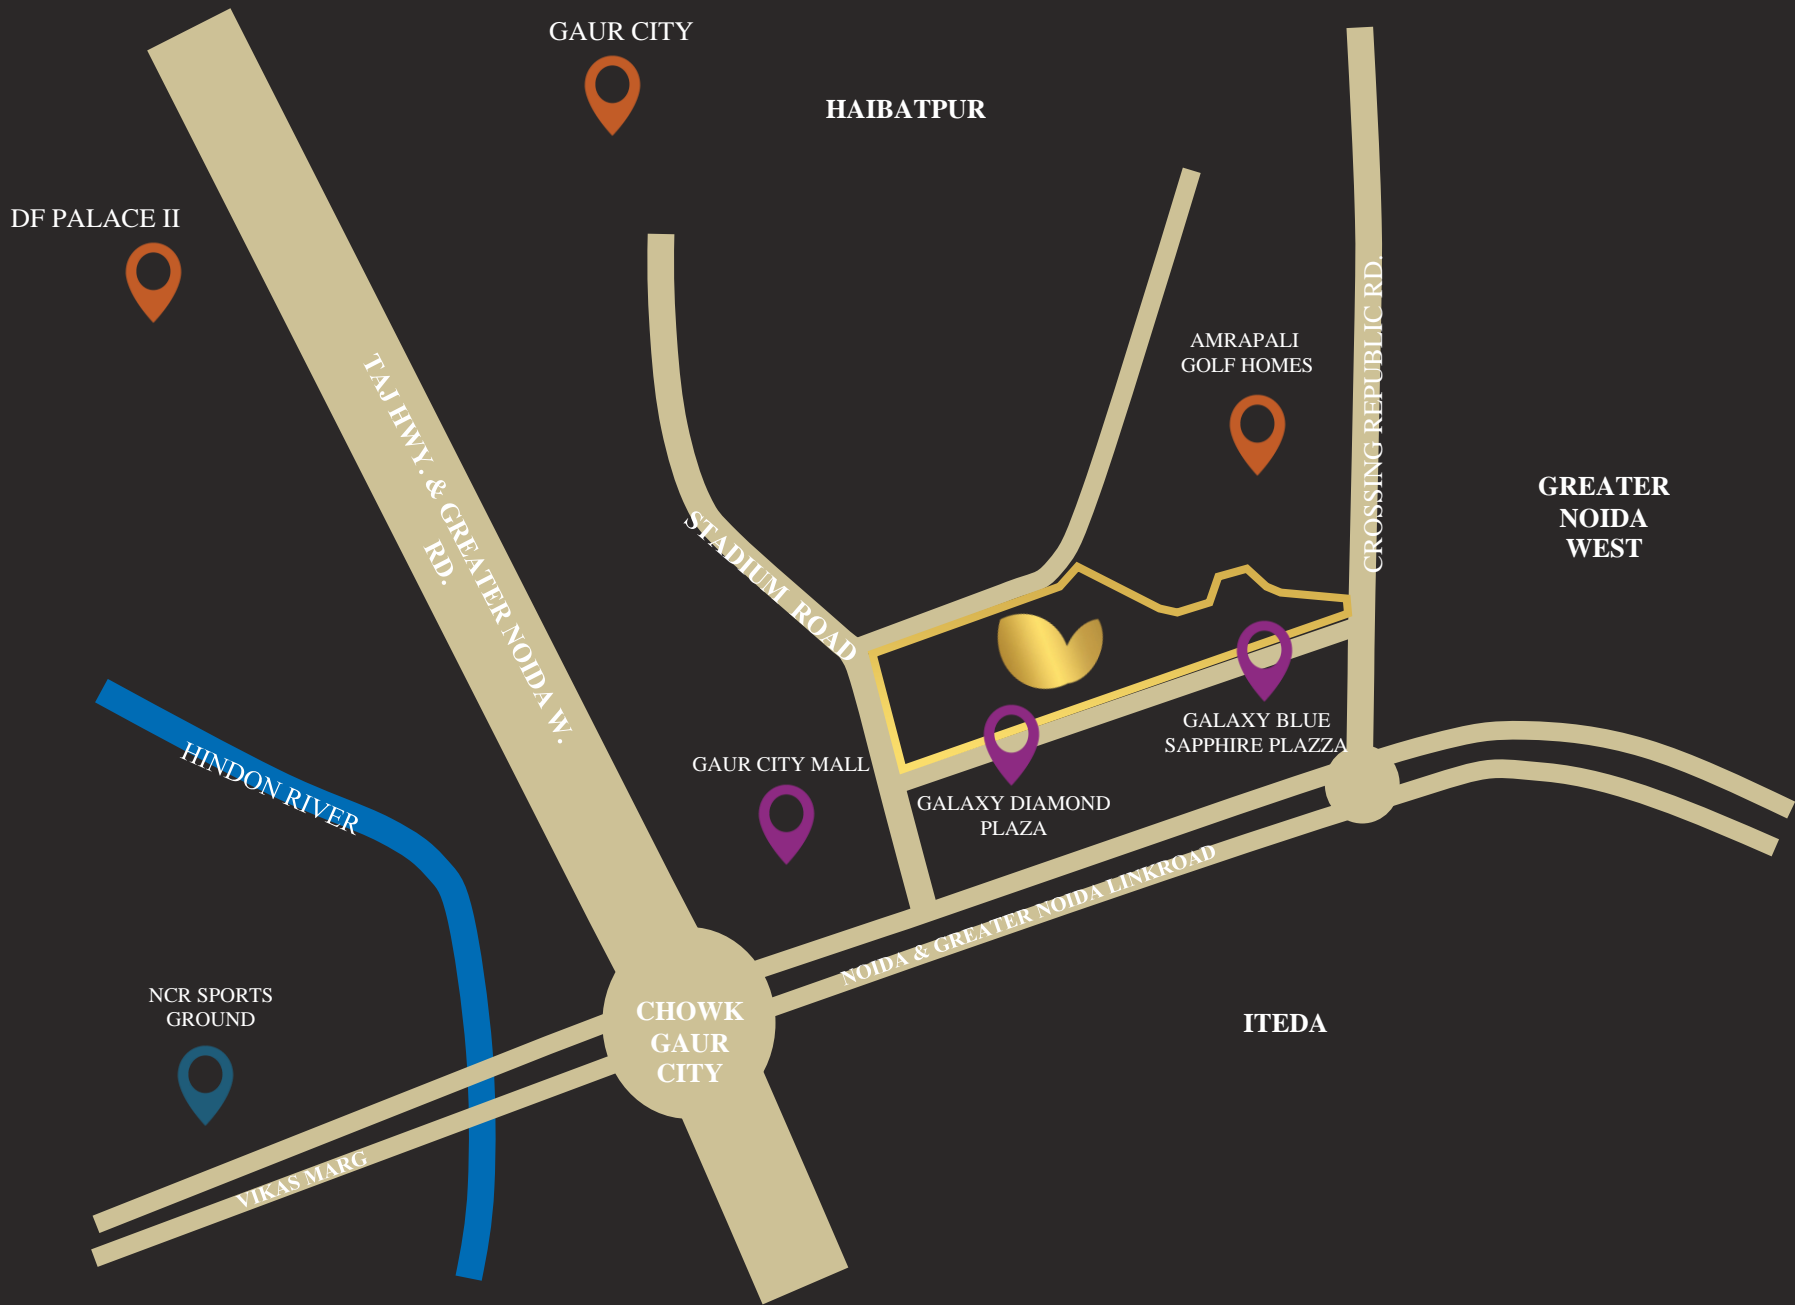 GAUR CITY
HAIBATPUR
DF PALACE II
TAJ HWY. & GREATER NOIDA W.
RD.
STADIUM ROAD
AMRAPALI
GOLF HOMES
CROSSING REPUBLIC RD.
GREATER
NOIDA
WEST
HINDON RIVER
GAUR CITY MALL
GALAXY BLUE
SAPPHIRE PLAZZA
GALAXY DIAMOND
PLAZA
NOIDA & GREATER NOIDA LINKROAD
NCR SPORTS
GROUND
CHOWK
GAUR
CITY
ITEDA
VIKAS MARG